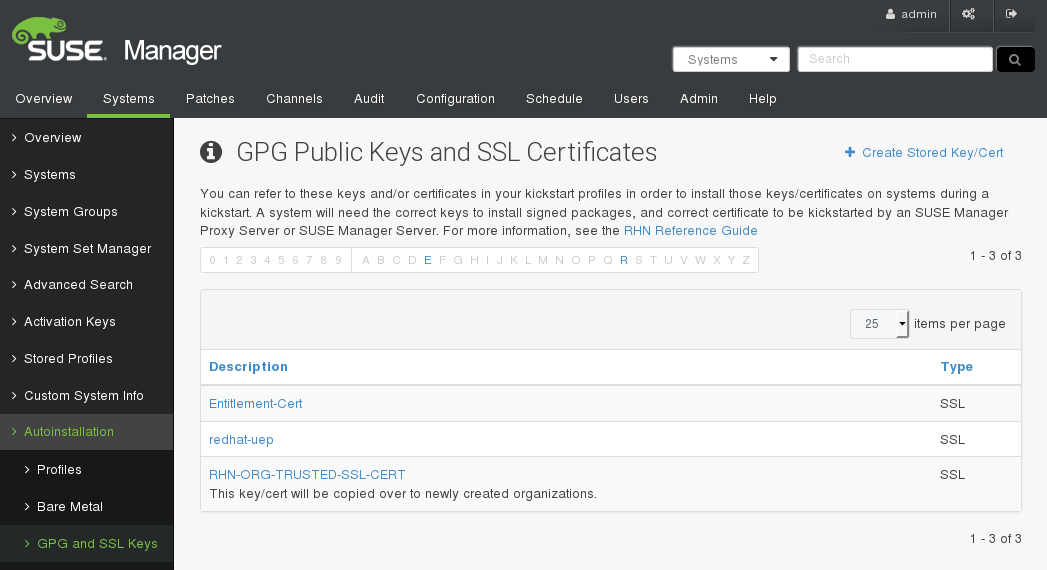 admin
SUSE Manager
Systems
Search
Overview Systems Patches Channels Audit Configuration Schedule Users Admin Help
Overview
Systems
System Groups
System Set Manager
Advanced Search
Activation Keys
Stored Profiles
Custom System Info
Autoinstallation
Profiles
Bare Metal
GPG and SSL Keys
GPG Public Keys and SSL Certificates
Create Stored Key/Cert
You can refer to these keys and/or certificates in your kickstart profiles in order to install those keys/certificates on systems during a
kickstart. A system will need the correct keys to install signed packages, and correct certificate to be kickstarted by an SUSE Manager
Proxy Server or SUSE Manager Server. For more information, see the RHN Reference Guide
0 1 2 3 4 5 6 7 8 9 A B C D E F G H I J K L M N O P Q R S T U V W X Y Z
1 - 3 of 3
25 items per page
Description Type
Entitlement-Cert SSL
redhat-uep SSL
RHN-ORG-TRUSTED-SSL-CERT SSL
This key/cert will be copied over to newly created organizations.
1 - 3 of 3